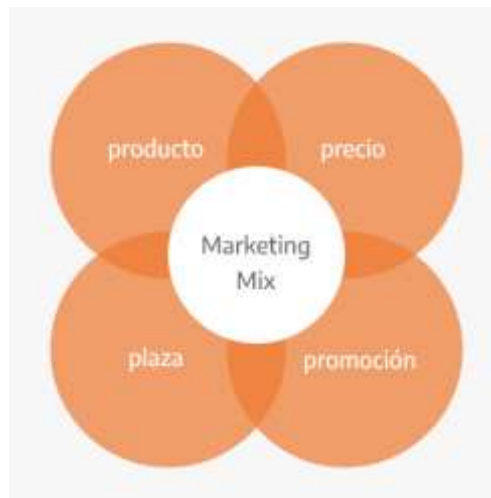 producto
precio
Marketing
Mix
plaza
promoción